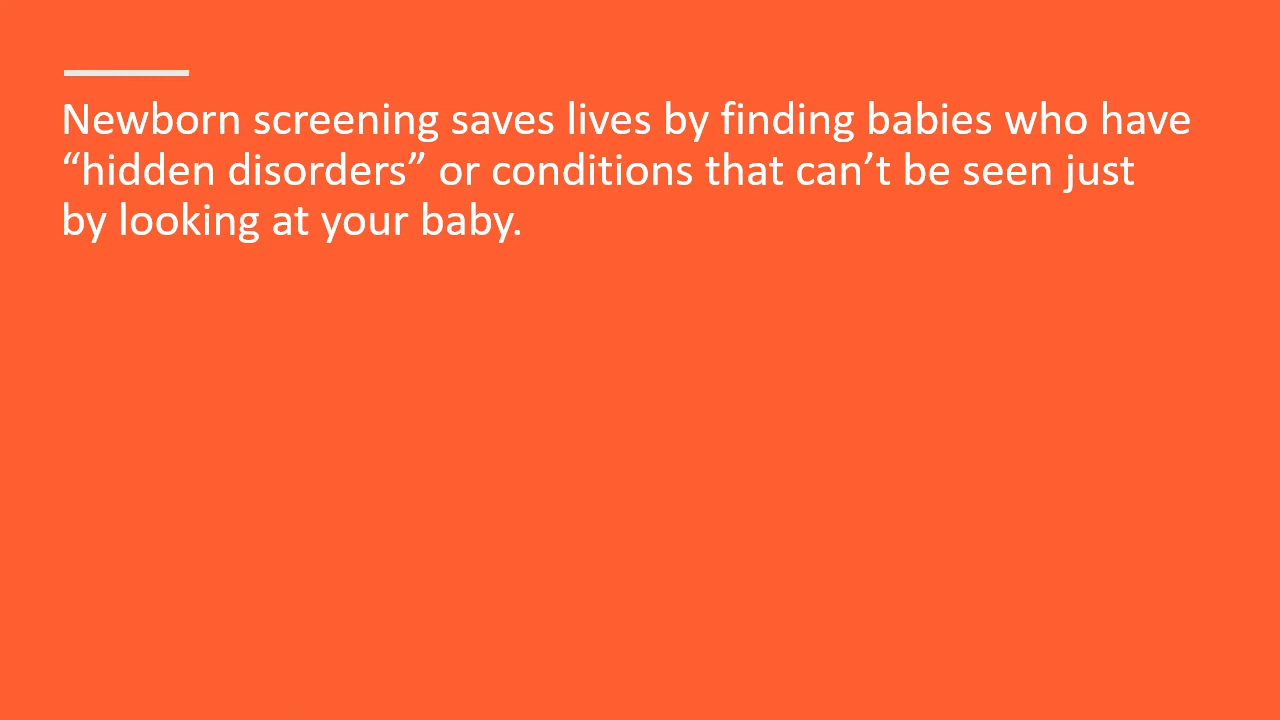 Newborn screening saves lives by finding babies who have
“hidden disorders” or conditions that can’t be seen just
by looking at your baby.